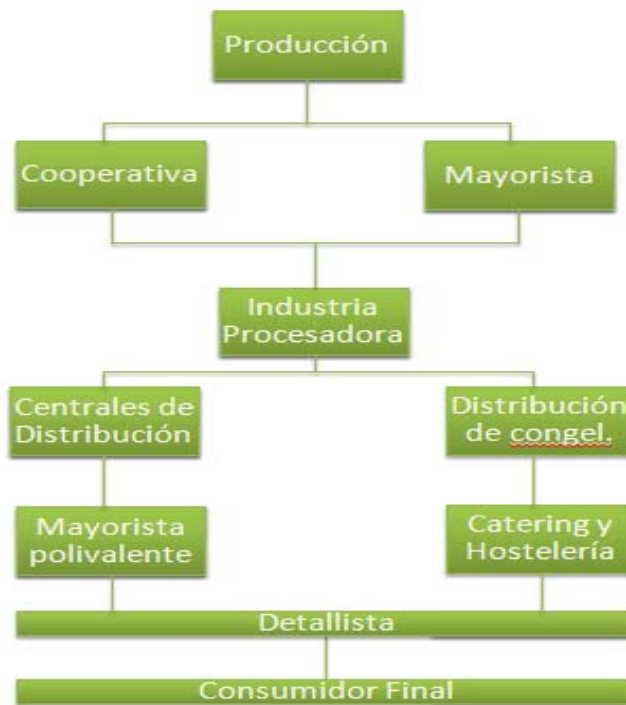 Producción
Cooperativa
Mayorista
Industria
Procesadora
Centrales de
Distribución
Distribución
de congel.
Mayorista
polivalente
Catering y
Hostelería
Detallista
Consumidor Final